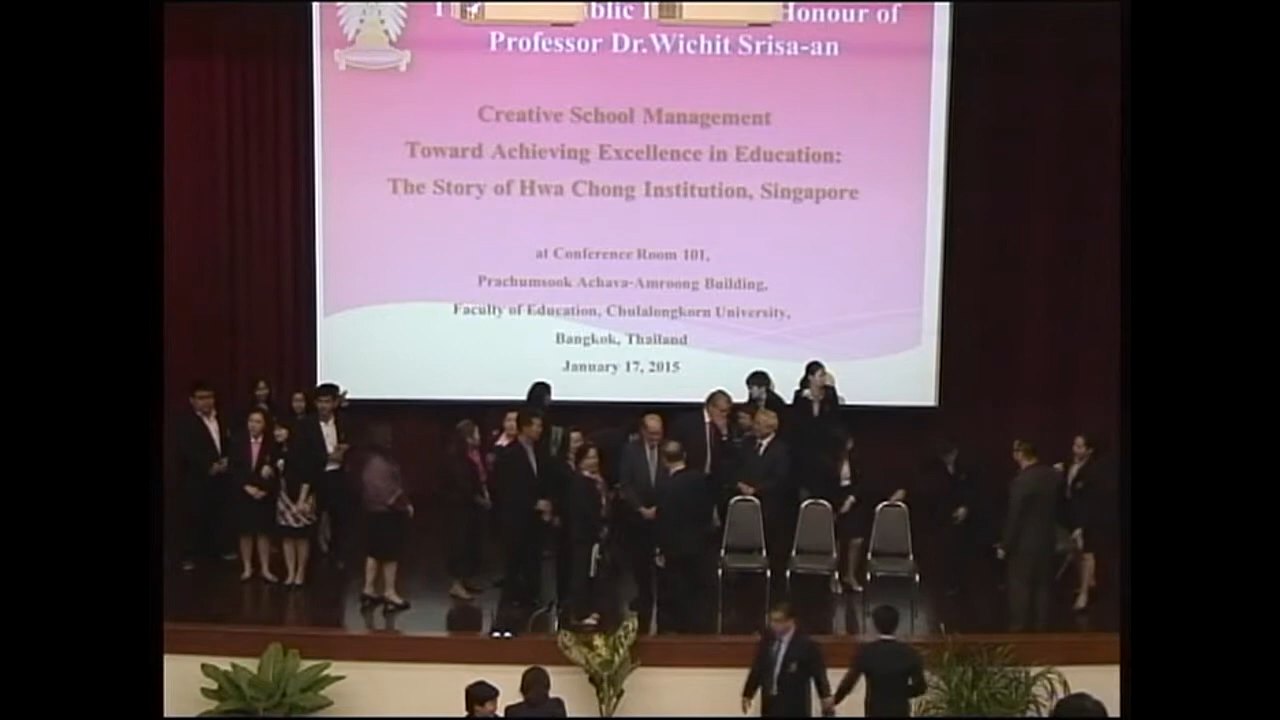 Honour of
Professor Dr.Wichit Srisa-an
Creative School Management
Toward Achieving Excellence in Education:
The Story of Hwa Chong Institution, Singapore
at Conference Room 101,
Prachumsook Achava-Amroong Building,
Faculty of Education, Chulalongkorn University,
Bangkok, Thailand
January 17, 2015